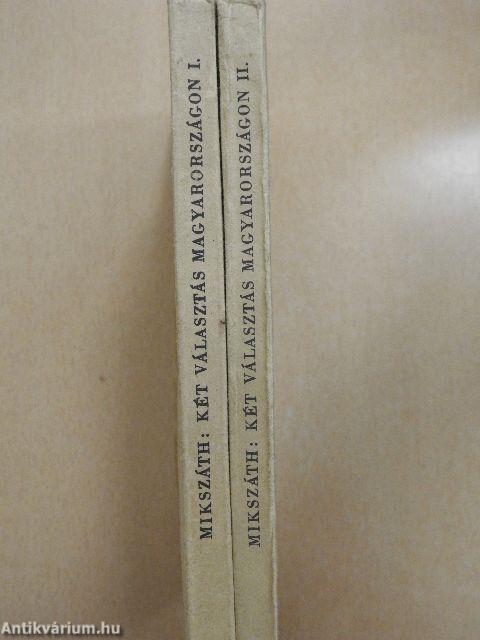 MIKSZÁTH: KÉT VÁLASZTÁS MAGYARORSZÁGON I.
MIKSZÁTH: KÉT VÁLASZTÁS MAGYARORSZÁGON II.
Antikvárium.hu